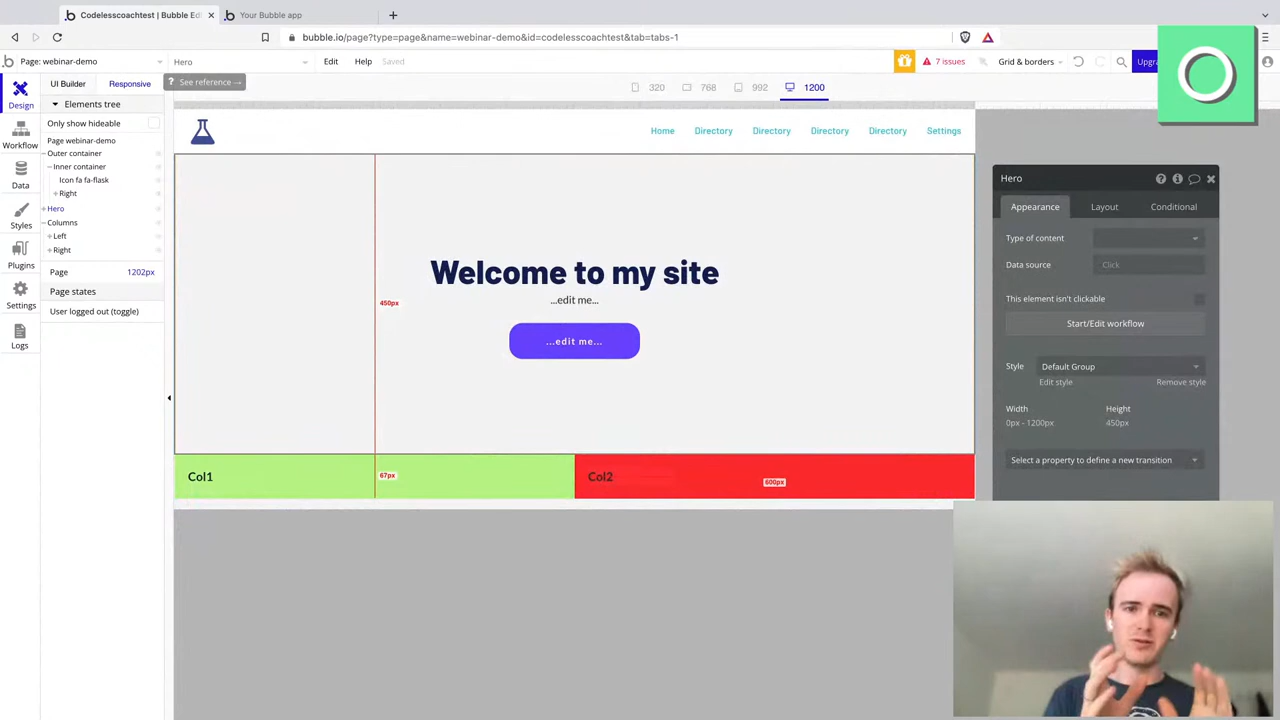 Codelesscoachtest | Bubble Ed
Your Bubble app
bubble.io/page?type=page&name=webinar-demo&id=codelesscoachtest&tab=tabs-1
Page: webinar-demo
Hero
Edit
Help
Saved
7 issues
Grid & borders
Upgra
UI Builder
Responsive
? See reference →
320
768
992
1200
Design
Workflow
Data
Styles
Plugins
Settings
Logs
Elements tree
Only show hideable
Page webinar-demo
Outer container
Inner container
Icon fa fa-flask
Right
Hero
Columns
Left
Right
Page 1202px
Page states
User logged out (toggle)
Home
Directory
Directory
Directory
Directory
Settings
450px
Welcome to my site
...edit me...
...edit me...
Col1
67px
Col2
600px
Hero
Appearance
Layout
Conditional
Type of content
Data source
Click
This element isn't clickable
Start/Edit workflow
Style
Default Group
Edit style
Remove style
Width
Height
0px - 1200px
450px
Select a property to define a new transition